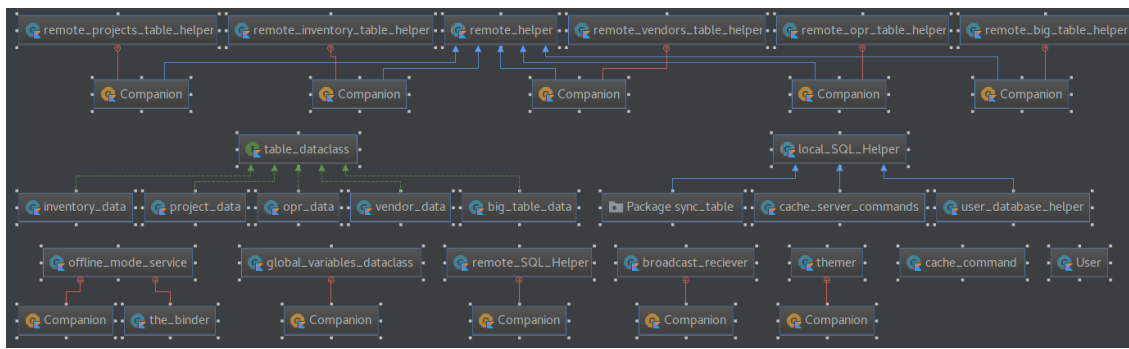 remote_projects_table_helper
remote_inventory_table_helper
remote_helper
remote_vendors_table_helper
remote_opr_table_helper
remote_big_table_helper
Companion
Companion
Companion
Companion
Companion
table_dataclass
local_SQL_Helper
inventory_data
project_data
opr_data
vendor_data
big_table_data
Package sync_table
cache_server_commands
user_database_helper
offline_mode_service
global_variables_dataclass
remote_SQL_Helper
broadcast_reciever
themer
cache_command
User
Companion
the_binder
Companion
Companion
Companion
Companion